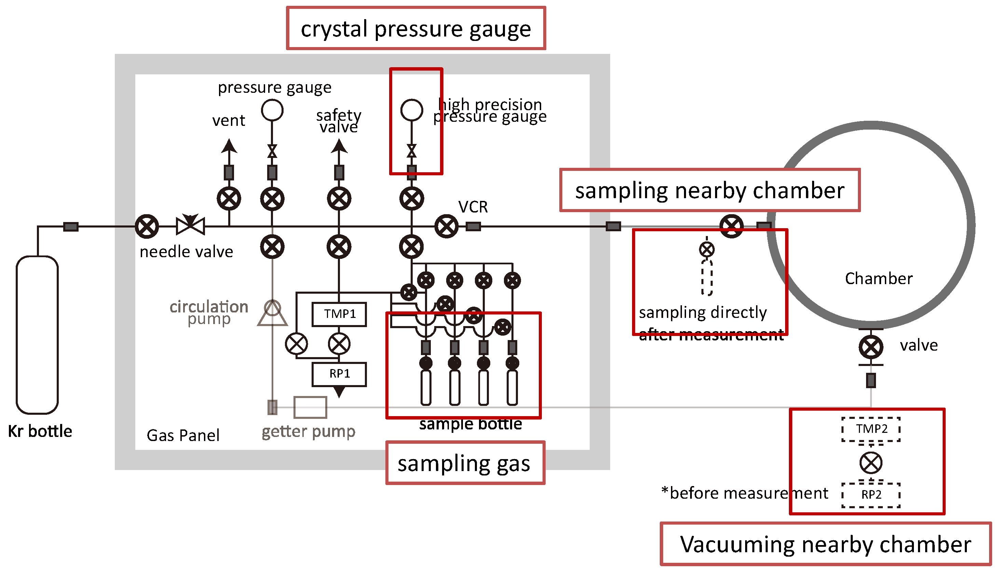 crystal pressure gauge
pressure gauge
vent
safety
valve
high precision
pressure gauge
sampling nearby chamber
VCR
needle valve
Chamber
circulation
pump
TMP1
sampling directly
after measurement
valve
RP1
Kr bottle
Gas Panel
getter pump
sample bottle
TMP2
sampling gas
*before measurement
RP2
Vacuuming nearby chamber